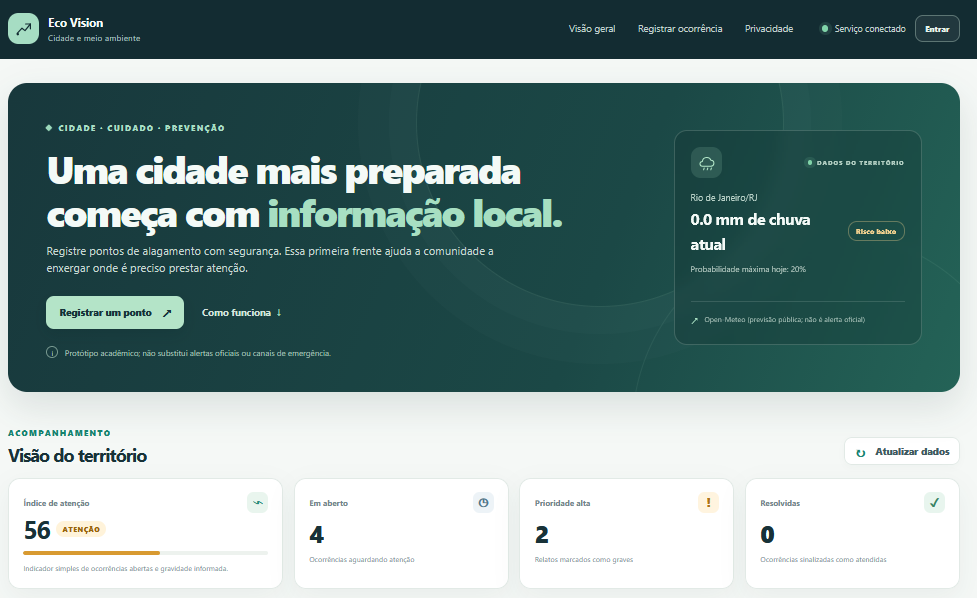 Eco Vision
Cidade e meio ambiente
Visão geral
Registrar ocorrência
Privacidade
Serviço conectado
Entrar
CIDADE · CUIDADO · PREVENÇÃO
Uma cidade mais preparada
começa com informação local.
Registre pontos de alagamento com segurança. Essa primeira frente ajuda a comunidade a
enxergar onde é preciso prestar atenção.
Registrar um ponto ↗
Como funciona ↓
Protótipo acadêmico; não substitui alertas oficiais ou canais de emergência.
DADOS DO TERRITÓRIO
Rio de Janeiro/RJ
0.0 mm de chuva
atual
Risco baixo
Probabilidade máxima hoje: 20%
↗ Open-Meteo (previsão pública; não é alerta oficial)
ACOMPANHAMENTO
Visão do território
↻ Atualizar dados
Índice de atenção
56 ATENÇÃO
Indicador simples de ocorrências abertas e gravidade informada.
Em aberto
4
Ocorrências aguardando atenção
Prioridade alta
!
2
Relatos marcados como graves
Resolvidas
✓
0
Ocorrências sinalizadas como atendidas